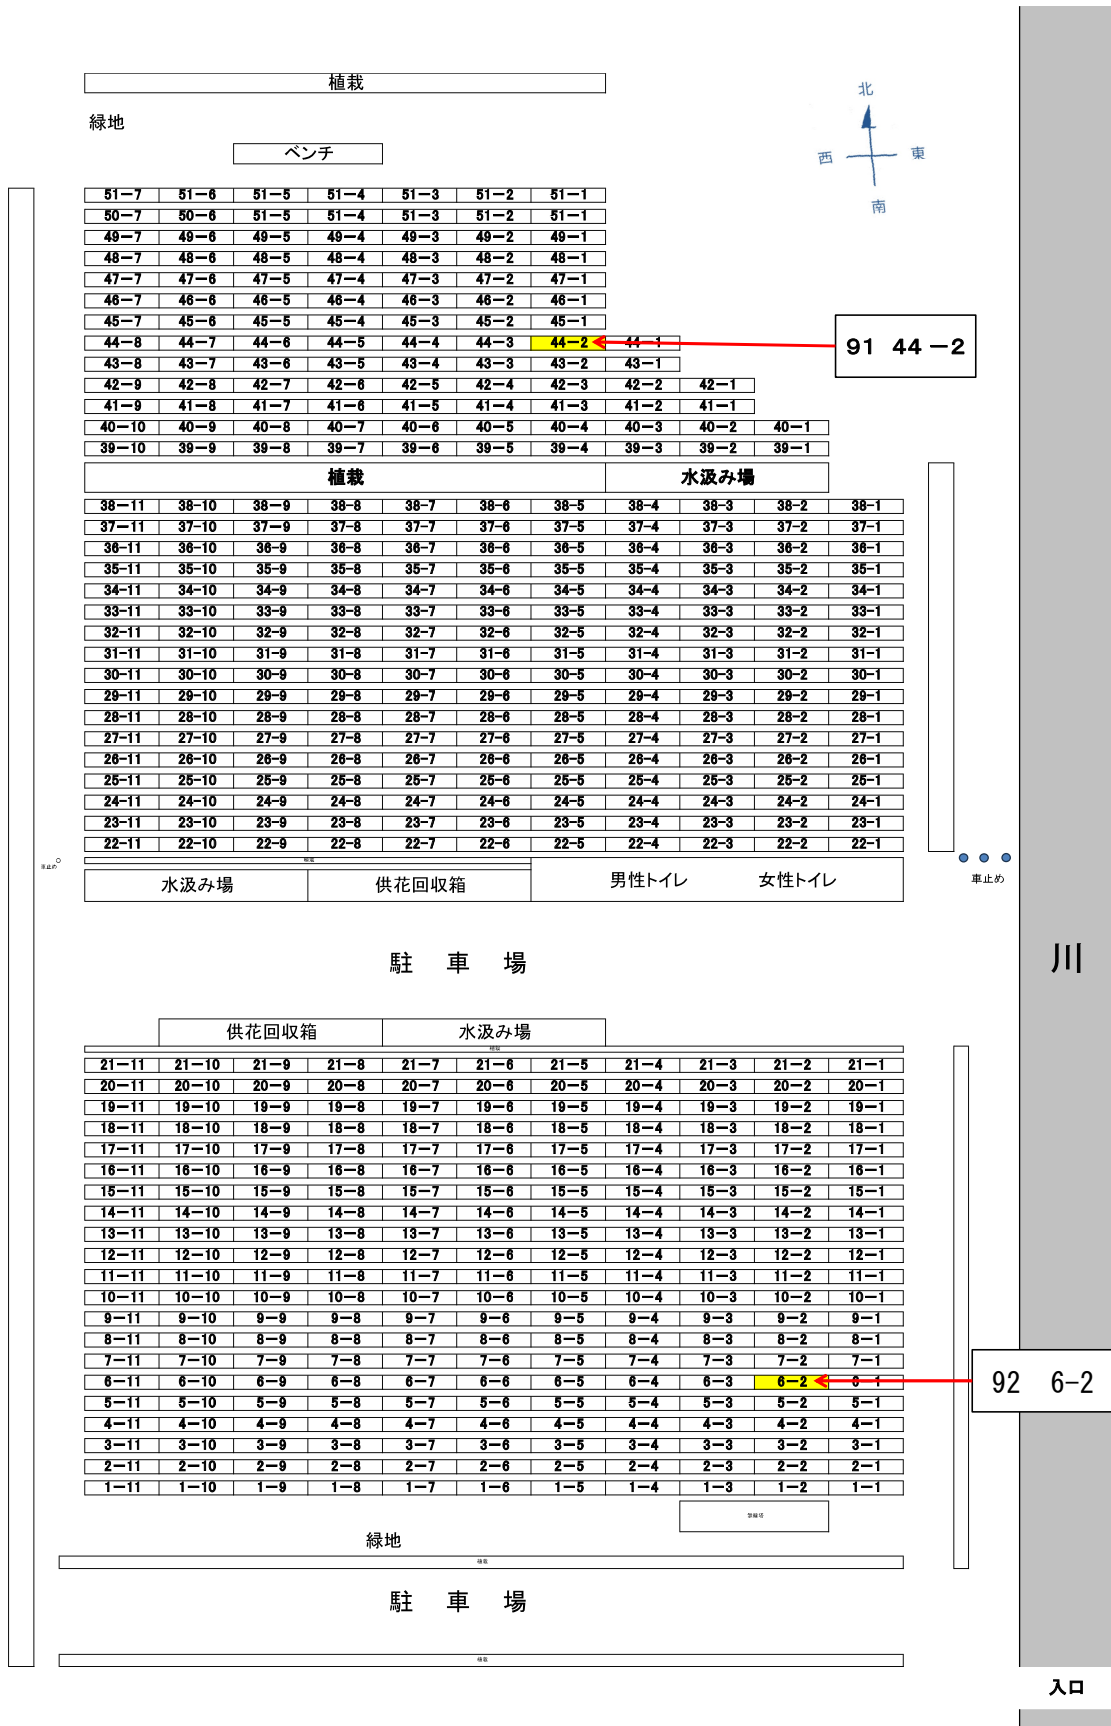 植栽
北
緑地
西 東
ベンチ
南
51－7 51－6 51－5 51－4 51－3 51－2 51－1
50－7 50－6 51－5 51－4 51－3 51－2 51－1
49－7 49－6 49－5 49－4 49－3 49－2 49－1
48－7 48－6 48－5 48－4 48－3 48－2 48－1
47－7 47－6 47－5 47－4 47－3 47－2 47－1
46－7 46－6 46－5 46－4 46－3 46－2 46－1
45－7 45－6 45－5 45－4 45－3 45－2 45－1
44－8 44－7 44－6 44－5 44－4 44－3 44－2 44－1
91 44－2
43－8 43－7 43－6 43－5 43－4 43－3 43－2 43－1
42－9 42－8 42－7 42－6 42－5 42－4 42－3 42－2 42－1
41－9 41－8 41－7 41－6 41－5 41－4 41－3 41－2 41－1
40－10 40－9 40－8 40－7 40－6 40－5 40－4 40－3 40－2 40－1
39－10 39－9 39－8 39－7 39－6 39－5 39－4 39－3 39－2 39－1
植栽 水汲み場
38－11 38-10 38－9 38-8 38-7 38-6 38-5 38-4 38-3 38-2 38-1
37－11 37-10 37－9 37-8 37-7 37-6 37-5 37-4 37-3 37-2 37-1
36-11 36-10 36-9 36-8 36-7 36-6 36-5 36-4 36-3 36-2 36-1
35-11 35-10 35-9 35-8 35-7 35-6 35-5 35-4 35-3 35-2 35-1
34-11 34-10 34-9 34-8 34-7 34-6 34-5 34-4 34-3 34-2 34-1
33-11 33-10 33-9 33-8 33-7 33-6 33-5 33-4 33-3 33-2 33-1
32-11 32-10 32-9 32-8 32-7 32-6 32-5 32-4 32-3 32-2 32-1
31-11 31-10 31-9 31-8 31-7 31-6 31-5 31-4 31-3 31-2 31-1
30-11 30-10 30-9 30-8 30-7 30-6 30-5 30-4 30-3 30-2 30-1
29-11 29-10 29-9 29-8 29-7 29-6 29-5 29-4 29-3 29-2 29-1
28-11 28-10 28-9 28-8 28-7 28-6 28-5 28-4 28-3 28-2 28-1
27-11 27-10 27-9 27-8 27-7 27-6 27-5 27-4 27-3 27-2 27-1
26-11 26-10 26-9 26-8 26-7 26-6 26-5 26-4 26-3 26-2 26-1
25-11 25-10 25-9 25-8 25-7 25-6 25-5 25-4 25-3 25-2 25-1
24-11 24-10 24-9 24-8 24-7 24-6 24-5 24-4 24-3 24-2 24-1
23-11 23-10 23-9 23-8 23-7 23-6 23-5 23-4 23-3 23-2 23-1
22-11 22-10 22-9 22-8 22-7 22-6 22-5 22-4 22-3 22-2 22-1
植栽
車止め
水汲み場 供花回収箱 男性トイレ 女性トイレ
車止め
駐 車 場
川
供花回収箱 水汲み場
植栽
21－11 21－10 21－9 21－8 21－7 21－6 21－5 21－4 21－3 21－2 21－1
20－11 20－10 20－9 20－8 20－7 20－6 20－5 20－4 20－3 20－2 20－1
19－11 19－10 19－9 19－8 19－7 19－6 19－5 19－4 19－3 19－2 19－1
18－11 18－10 18－9 18－8 18－7 18－6 18－5 18－4 18－3 18－2 18－1
17－11 17－10 17－9 17－8 17－7 17－6 17－5 17－4 17－3 17－2 17－1
16－11 16－10 16－9 16－8 16－7 16－6 16－5 16－4 16－3 16－2 16－1
15－11 15－10 15－9 15－8 15－7 15－6 15－5 15－4 15－3 15－2 15－1
14－11 14－10 14－9 14－8 14－7 14－6 14－5 14－4 14－3 14－2 14－1
13－11 13－10 13－9 13－8 13－7 13－6 13－5 13－4 13－3 13－2 13－1
12－11 12－10 12－9 12－8 12－7 12－6 12－5 12－4 12－3 12－2 12－1
11－11 11－10 11－9 11－8 11－7 11－6 11－5 11－4 11－3 11－2 11－1
10－11 10－10 10－9 10－8 10－7 10－6 10－5 10－4 10－3 10－2 10－1
9－11 9－10 9－9 9－8 9－7 9－6 9－5 9－4 9－3 9－2 9－1
8－11 8－10 8－9 8－8 8－7 8－6 8－5 8－4 8－3 8－2 8－1
7－11 7－10 7－9 7－8 7－7 7－6 7－5 7－4 7－3 7－2 7－1
6－11 6－10 6－9 6－8 6－7 6－6 6－5 6－4 6－3 6－2 6－1
92 6-2
5－11 5－10 5－9 5－8 5－7 5－6 5－5 5－4 5－3 5－2 5－1
4－11 4－10 4－9 4－8 4－7 4－6 4－5 4－4 4－3 4－2 4－1
3－11 3－10 3－9 3－8 3－7 3－6 3－5 3－4 3－3 3－2 3－1
2－11 2－10 2－9 2－8 2－7 2－6 2－5 2－4 2－3 2－2 2－1
1－11 1－10 1－9 1－8 1－7 1－6 1－5 1－4 1－3 1－2 1－1
緑地
植栽
駐 車 場
植栽
入口